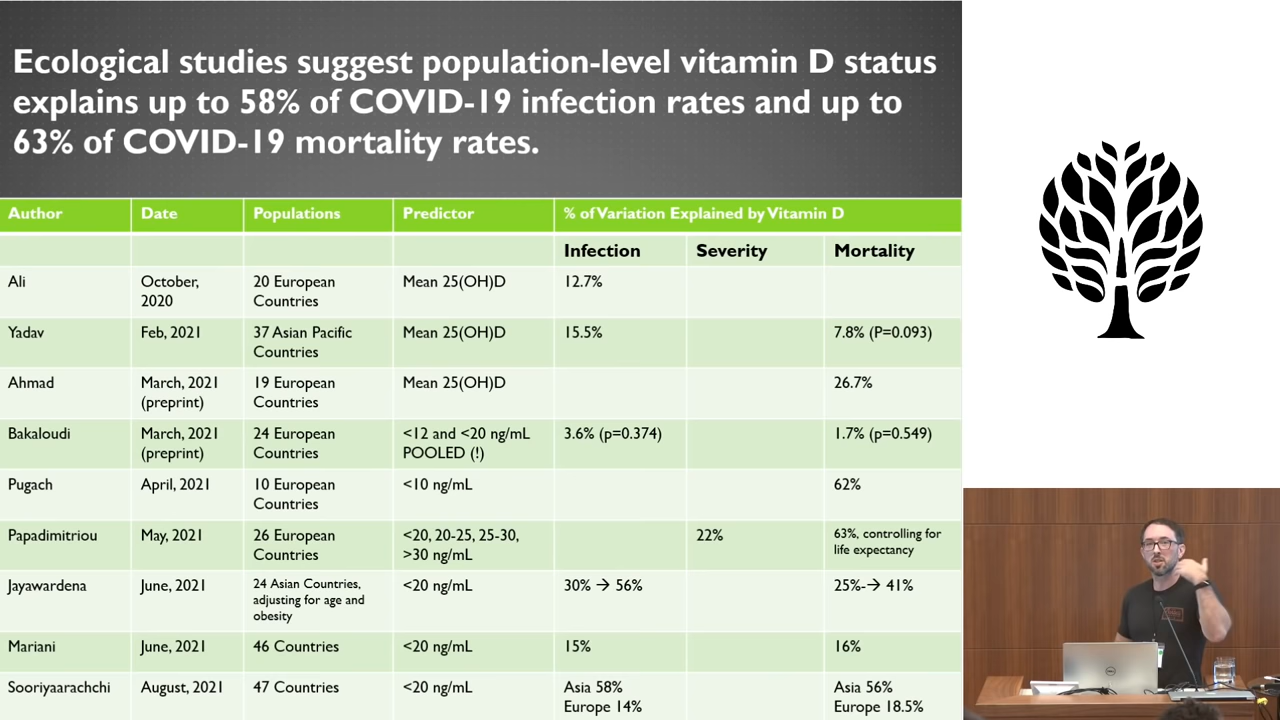 Ecological studies suggest population-level vitamin D status
explains up to 58% of COVID-19 infection rates and up to
63% of COVID-19 mortality rates.
Author Date Populations Predictor % of Variation Explained by Vitamin D
Infection Severity Mortality
Ali October, 2020 20 European Countries Mean 25(OH)D 12.7%
Yadav Feb, 2021 37 Asian Pacific Countries Mean 25(OH)D 15.5% 7.8% (P=0.093)
Ahmad March, 2021 (preprint) 19 European Countries Mean 25(OH)D 26.7%
Bakaloudi March, 2021 (preprint) 24 European Countries <12 and <20 ng/mL POOLED (!) 3.6% (p=0.374) 1.7% (p=0.549)
Pugach April, 2021 10 European Countries <10 ng/mL 62%
Papadimitriou May, 2021 26 European Countries <20, 20-25, 25-30, >30 ng/mL 22% 63%, controlling for life expectancy
Jayawardena June, 2021 24 Asian Countries, adjusting for age and obesity <20 ng/mL 30% → 56% 25%-→ 41%
Mariani June, 2021 46 Countries <20 ng/mL 15% 16%
Sooriyaarachchi August, 2021 47 Countries <20 ng/mL Asia 58% Europe 14% Asia 56% Europe 18.5%